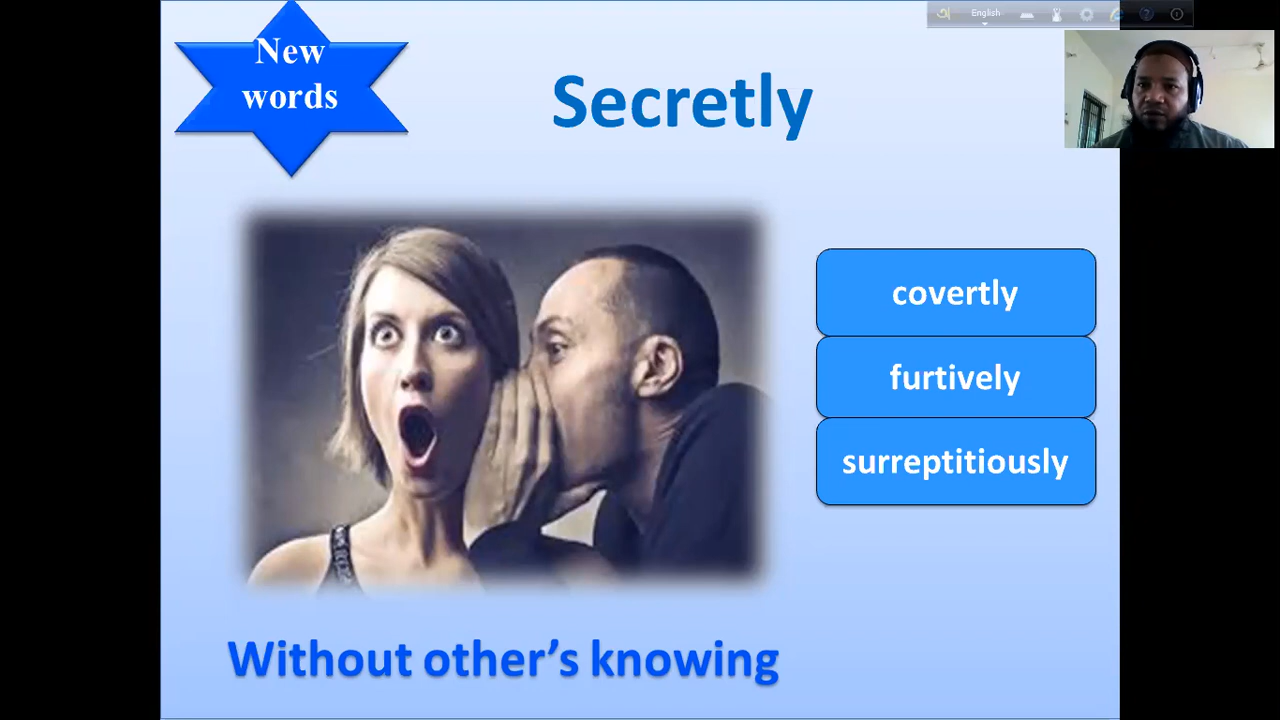 New
words
English
Secretly
covertly
furtively
surreptitiously
Without other’s knowing